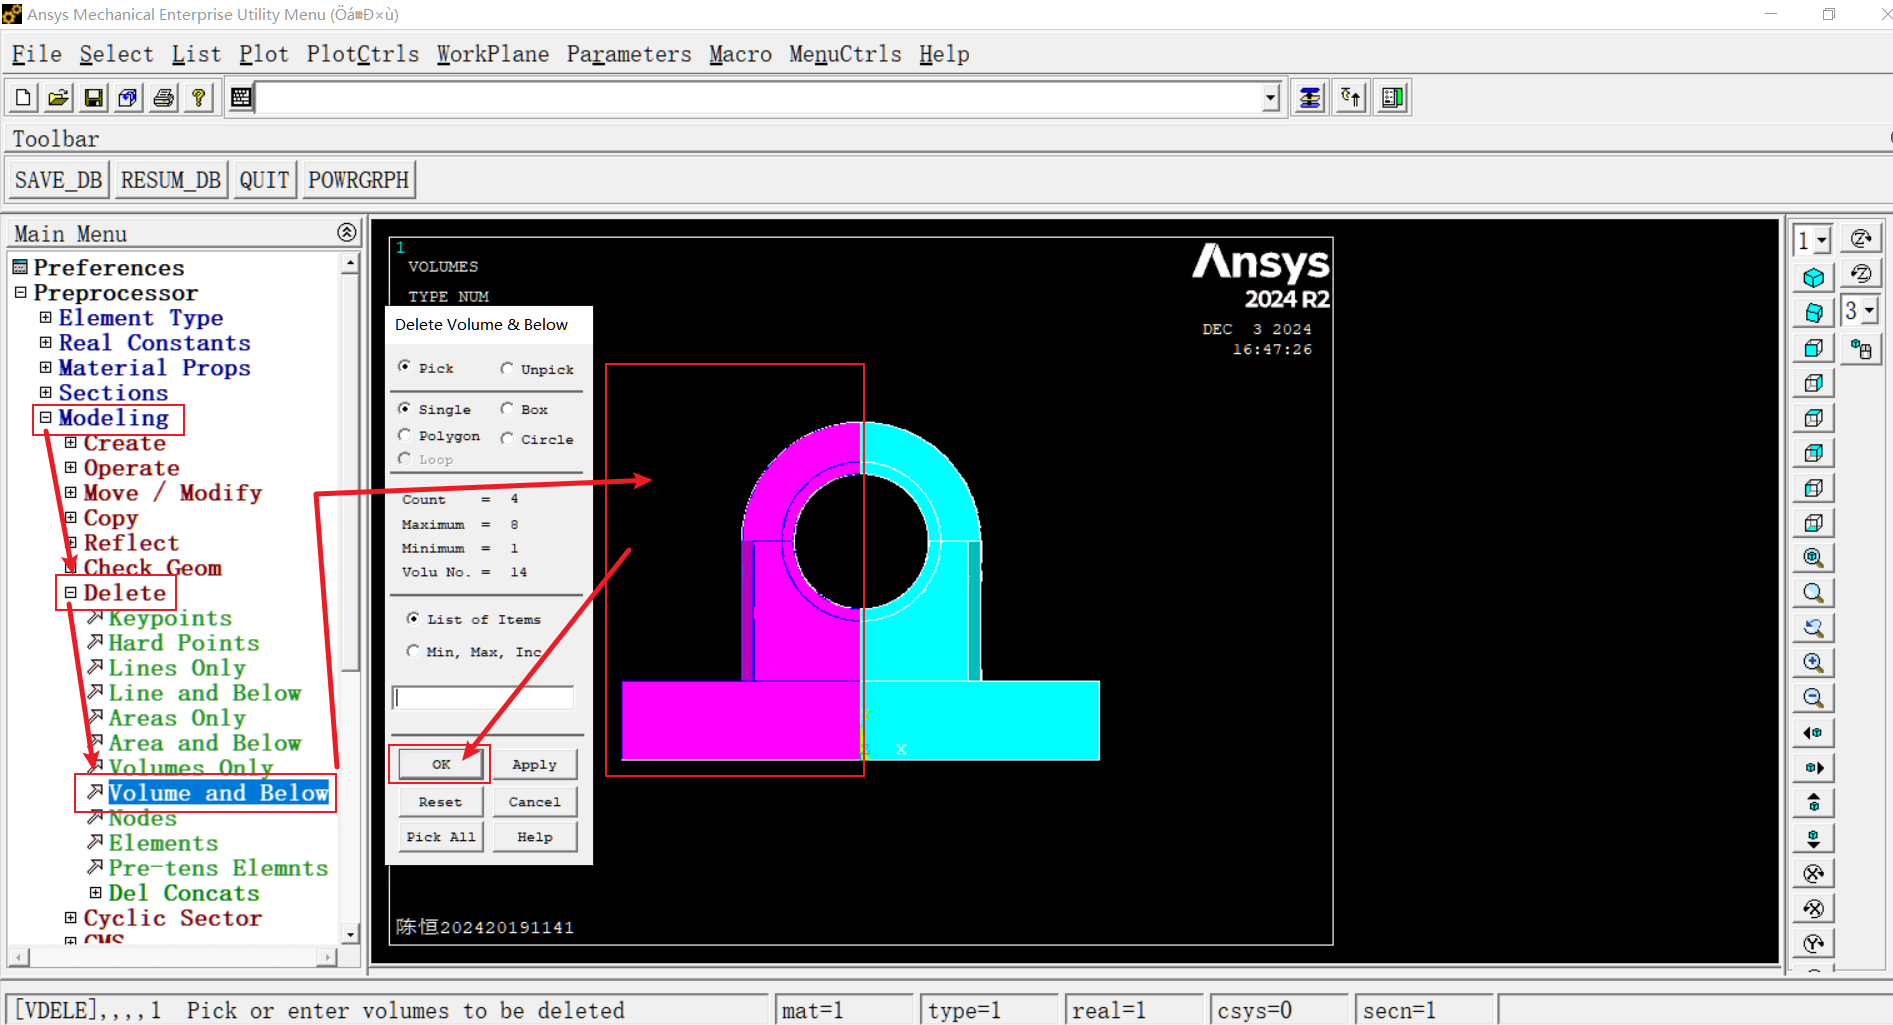 Ansys Mechanical Enterprise Utility Menu (Öá³Ð×ù)
File Select List Plot PlotCtrls WorkPlane Parameters Macro MenuCtrls Help
Toolbar
SAVE_DB RESUM_DB QUIT POWRGRPH
Main Menu
Preferences
Preprocessor
Element Type
Real Constants
Material Props
Sections
Modeling
Create
Operate
Move / Modify
Copy
Reflect
Check Geom
Delete
Keypoints
Hard Points
Lines Only
Line and Below
Areas Only
Area and Below
Volumes Only
Volume and Below
Nodes
Elements
Pre-tens Elemnts
Del Concats
Cyclic Sector
CMS
1
VOLUMES
TYPE NUM
Delete Volume & Below
Pick Unpick
Single Box
Polygon Circle
Loop
Count = 4
Maximum = 8
Minimum = 1
Volu No. = 14
List of Items
Min, Max, Inc
OK Apply
Reset Cancel
Pick All Help
Ansys
2024 R2
DEC 3 2024
16:47:26
Y
Z X
陈恒202420191141
1
3
[VDELE],,,,1 Pick or enter volumes to be deleted
mat=1 type=1 real=1 csys=0 secn=1